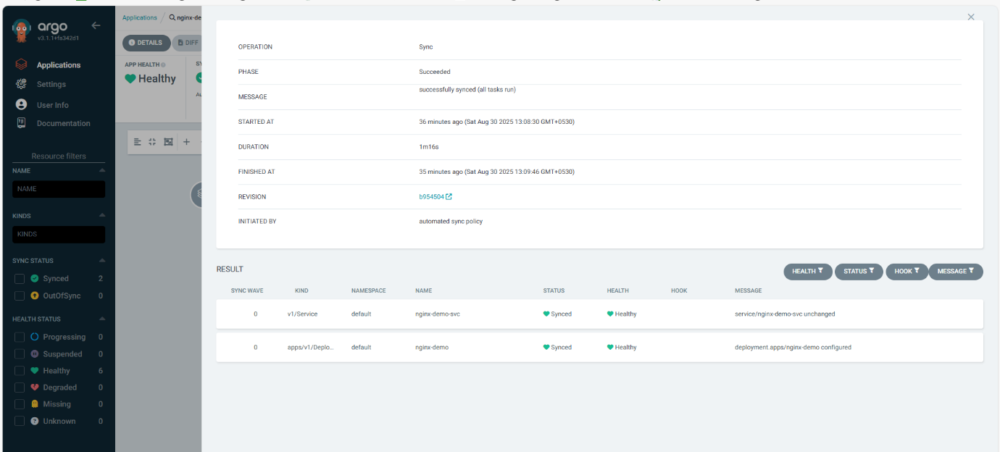 argo
v3.1.1+fa342d1
Applications
Settings
User Info
Documentation
Resource filters
NAME
NAME
KINDS
KINDS
SYNC STATUS
Synced 2
OutOfSync 0
HEALTH STATUS
Progressing 0
Suspended 0
Healthy 6
Degraded 0
Missing 0
Unknown 0
Applications / nginx-de
DETAILS DIFF
APP HEALTH SY
Healthy
Au
OPERATION Sync
PHASE Succeeded
MESSAGE successfully synced (all tasks run)
STARTED AT 36 minutes ago (Sat Aug 30 2025 13:08:30 GMT+0530)
DURATION 1m16s
FINISHED AT 35 minutes ago (Sat Aug 30 2025 13:09:46 GMT+0530)
REVISION b954504
INITIATED BY automated sync policy
RESULT
HEALTH STATUS HOOK MESSAGE
SYNC WAVE KIND NAMESPACE NAME STATUS HEALTH HOOK MESSAGE
0 v1/Service default nginx-demo-svc Synced Healthy service/nginx-demo-svc unchanged
0 apps/v1/Deplo... default nginx-demo Synced Healthy deployment.apps/nginx-demo configured